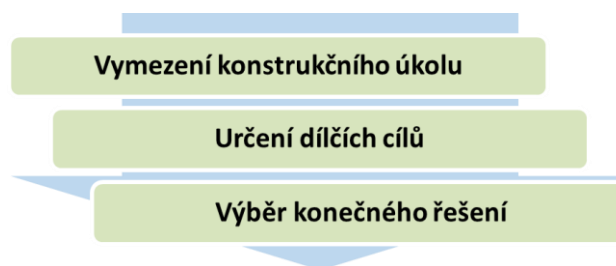 Vymezení konstrukčního úkolu
Určení dílčích cílů
Výběr konečného řešení